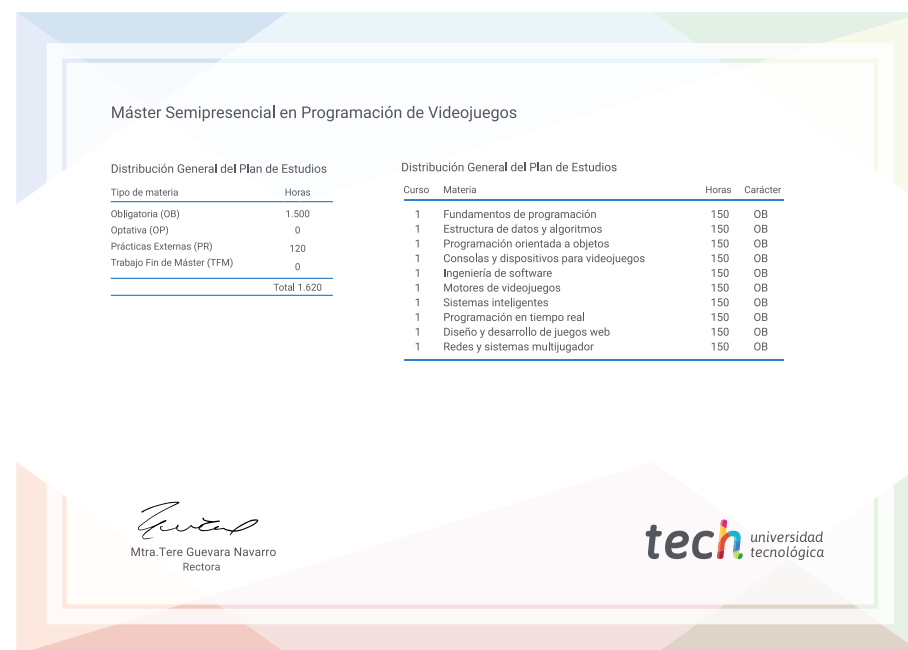 Máster Semipresencial en Programación de Videojuegos
Distribución General del Plan de Estudios
Tipo de materia Horas
Obligatoria (OB) 1.500
Optativa (OP) 0
Prácticas Externas (PR) 120
Trabajo Fin de Máster (TFM) 0
Total 1.620
Distribución General del Plan de Estudios
Curso Materia Horas Carácter
1 Fundamentos de programación 150 OB
1 Estructura de datos y algoritmos 150 OB
1 Programación orientada a objetos 150 OB
1 Consolas y dispositivos para videojuegos 150 OB
1 Ingeniería de software 150 OB
1 Motores de videojuegos 150 OB
1 Sistemas inteligentes 150 OB
1 Programación en tiempo real 150 OB
1 Diseño y desarrollo de juegos web 150 OB
1 Redes y sistemas multijugador 150 OB
Mtra.Tere Guevara Navarro
Rectora
tech universidad
tecnológica